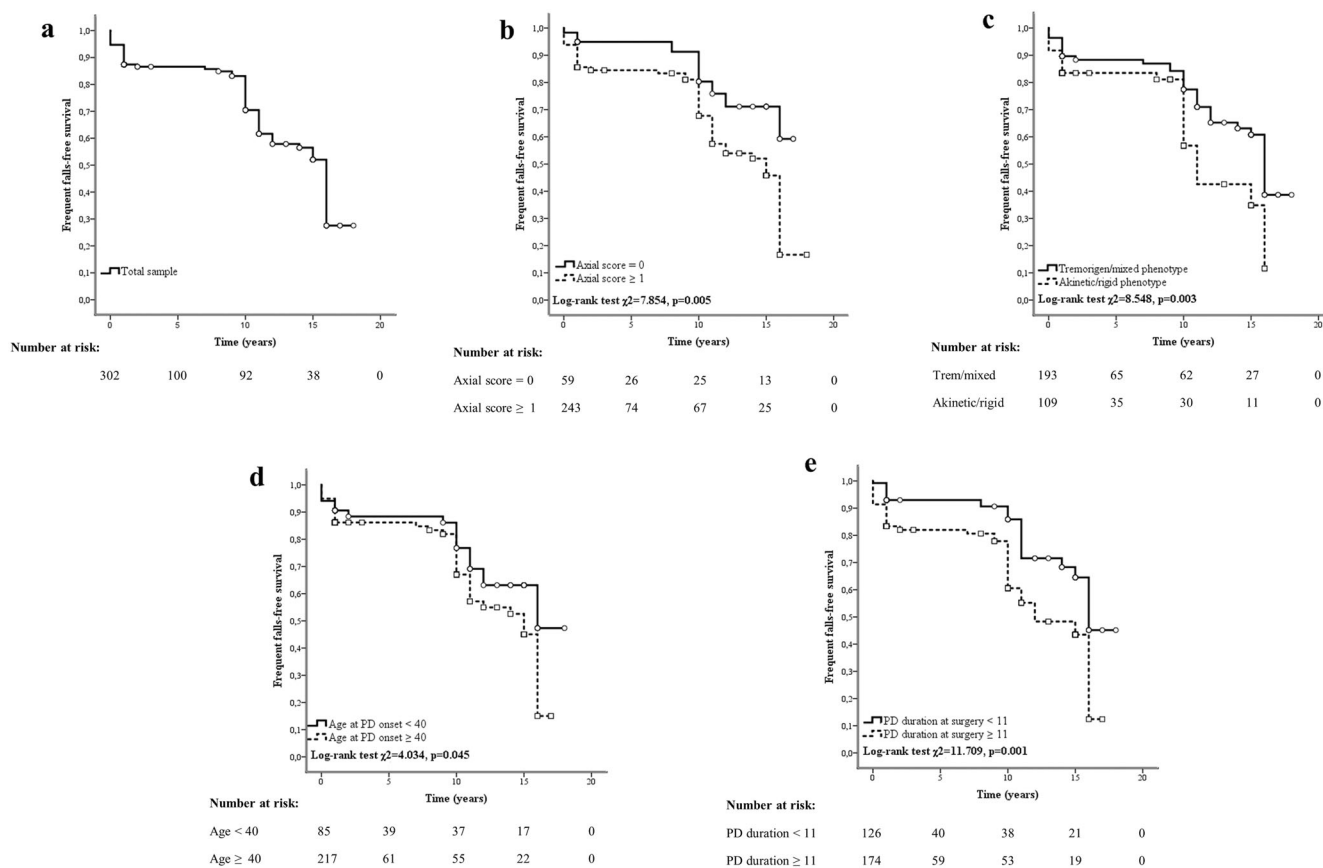 a
Frequent falls-free survival
1,0
0,9
0,8
0,7
0,6
0,5
0,4
0,3
0,2
0,1
0,0
Total sample
0 5 10 15 20
Time (years)
Number at risk:
302 100 92 38 0
b
Frequent falls-free survival
1,0
0,9
0,8
0,7
0,6
0,5
0,4
0,3
0,2
0,1
0,0
Axial score = 0
Axial score ≥ 1
Log-rank test χ2=7.854, p=0.005
0 5 10 15 20
Time (years)
Number at risk:
Axial score = 0 59 26 25 13 0
Axial score ≥ 1 243 74 67 25 0
c
Frequent falls-free survival
1,0
0,9
0,8
0,7
0,6
0,5
0,4
0,3
0,2
0,1
0,0
Tremorigen/mixed phenotype
Akinetic/rigid phenotype
Log-rank test χ2=8.548, p=0.003
0 5 10 15 20
Time (years)
Number at risk:
Trem/mixed 193 65 62 27 0
Akinetic/rigid 109 35 30 11 0
d
Frequent falls-free survival
1,0
0,9
0,8
0,7
0,6
0,5
0,4
0,3
0,2
0,1
0,0
Age at PD onset < 40
Age at PD onset ≥ 40
Log-rank test χ2=4.034, p=0.045
0 5 10 15 20
Time (years)
Number at risk:
Age < 40 85 39 37 17 0
Age ≥ 40 217 61 55 22 0
e
Frequent falls-free survival
1,0
0,9
0,8
0,7
0,6
0,5
0,4
0,3
0,2
0,1
0,0
PD duration at surgery < 11
PD duration at surgery ≥ 11
Log-rank test χ2=11.709, p=0.001
0 5 10 15 20
Time (years)
Number at risk:
PD duration < 11 126 40 38 21 0
PD duration ≥ 11 174 59 53 19 0